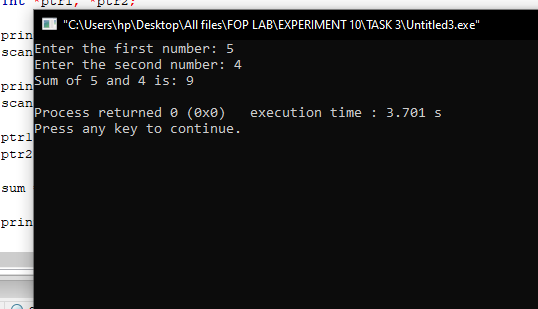 int *ptr1, *ptr2;
"C:\Users\hp\Desktop\All files\FOP LAB\EXPERIMENT 10\TASK 3\Untitled3.exe"
prin
scan
prin
scan
ptr1
ptr2
sum
prin
Enter the first number: 5
Enter the second number: 4
Sum of 5 and 4 is: 9
Process returned 0 (0x0)   execution time : 3.701 s
Press any key to continue.